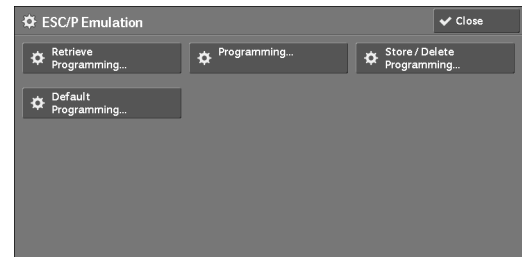 ESC/P Emulation
Close
Retrieve
Programming...
Programming...
Store / Delete
Programming...
Default
Programming...